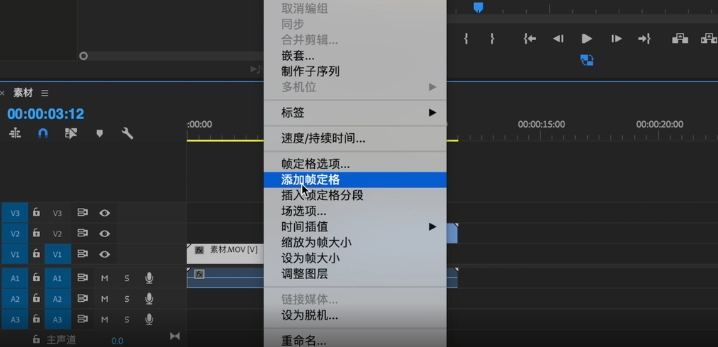 取消编组
同步
合并剪辑...
嵌套...
制作子序列
多机位
标签
速度/持续时间...
帧定格选项...
添加帧定格
插入帧定格分段
场选项...
时间插值
缩放为帧大小
设为帧大小
调整图层
链接媒体...
设为脱机...
重命名...
× 素材
00:00:03:12
:00:00
00:00:15:00
00:00:20:00
V3 V3
V2 V2
V1 V1
fx 素材.MOV [V]
A1 A1 M S
fx
A2 A2 M S
A3 A3 M S
主声道 0.0